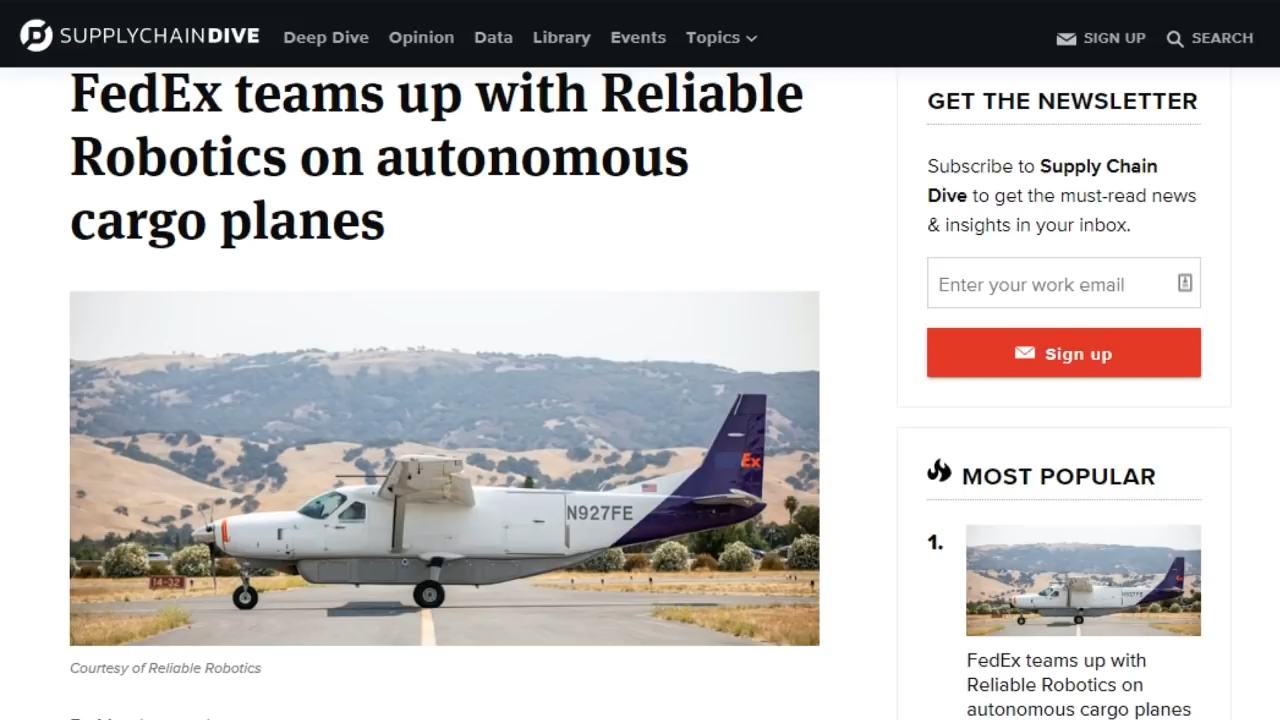 SUPPLYCHAINDIVE Deep Dive Opinion Data Library Events Topics SIGN UP SEARCH
FedEx teams up with Reliable
Robotics on autonomous
cargo planes
Ex
N927FE
14-32
Courtesy of Reliable Robotics
GET THE NEWSLETTER
Subscribe to Supply Chain
Dive to get the must-read news
& insights in your inbox.
Enter your work email
Sign up
MOST POPULAR
1.
N927FE
FedEx teams up with
Reliable Robotics on
autonomous cargo planes